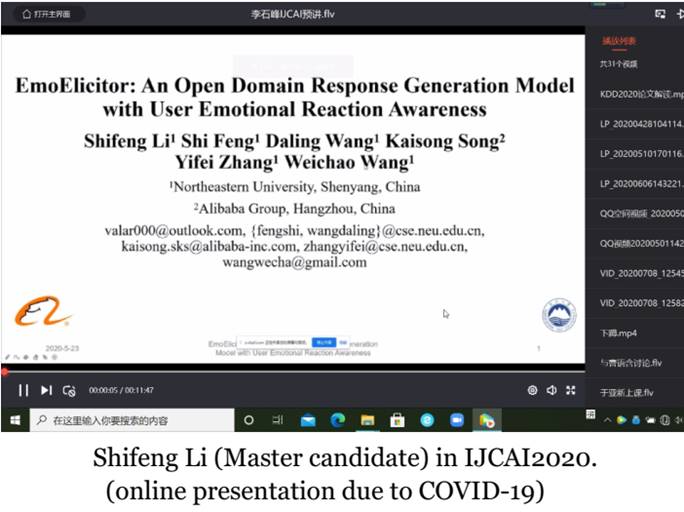 打开主界面
李石峰IJCAI预讲.flv
EmoElicitor: An Open Domain Response Generation Model
with User Emotional Reaction Awareness
Shifeng Li¹ Shi Feng¹ Daling Wang¹ Kaisong Song²
Yifei Zhang¹ Weichao Wang¹
¹Northeastern University, Shenyang, China
²Alibaba Group, Hangzhou, China
valar000@outlook.com, {fengshi, wangdaling}@cse.neu.edu.cn,
kaisong.sks@alibaba-inc.com, zhangyifei@cse.neu.edu.cn,
wangwecha@gmail.com
2020-5-23
EmoElic
neration
Model with User Emotional Reaction Awareness
1
00:00:05 / 00:11:47
播放列表
共31个视频
KDD2020论文解读.mp
LP_20200428104114.
LP_20200510170116.
LP_20200606143221.
QQ空间视频_2020050
QQ视频20200501142
VID_20200708_12545
VID_20200708_12582
下蹲.mp4
与曹语含讨论.flv
于亚新上课.flv
在这里输入你要搜索的内容
Shifeng Li (Master candidate) in IJCAI2020.
(online presentation due to COVID-19)